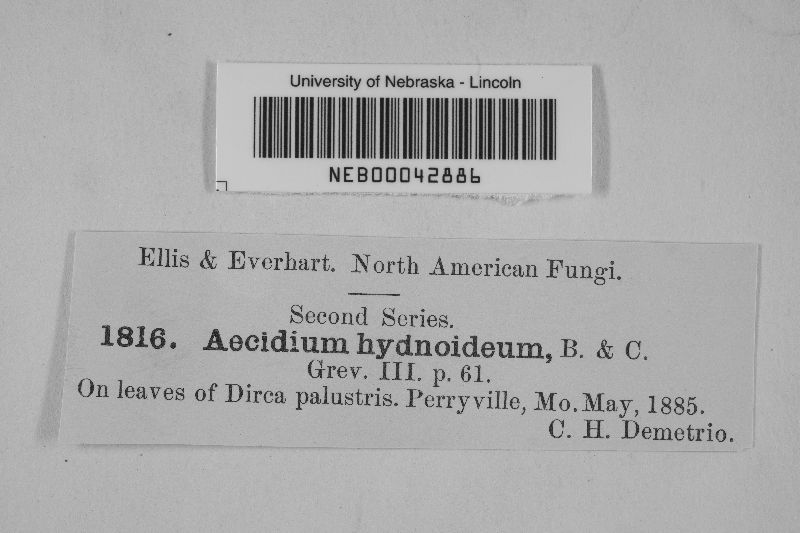 University of Nebraska - Lincoln
NEB00042886
Ellis & Everhart. North American Fungi.
Second Series.
1816. Aecidium hydnoideum, B. & C.
Grev. III. p. 61.
On leaves of Dirca palustris. Perryville, Mo. May, 1885.
C. H. Demetrio.